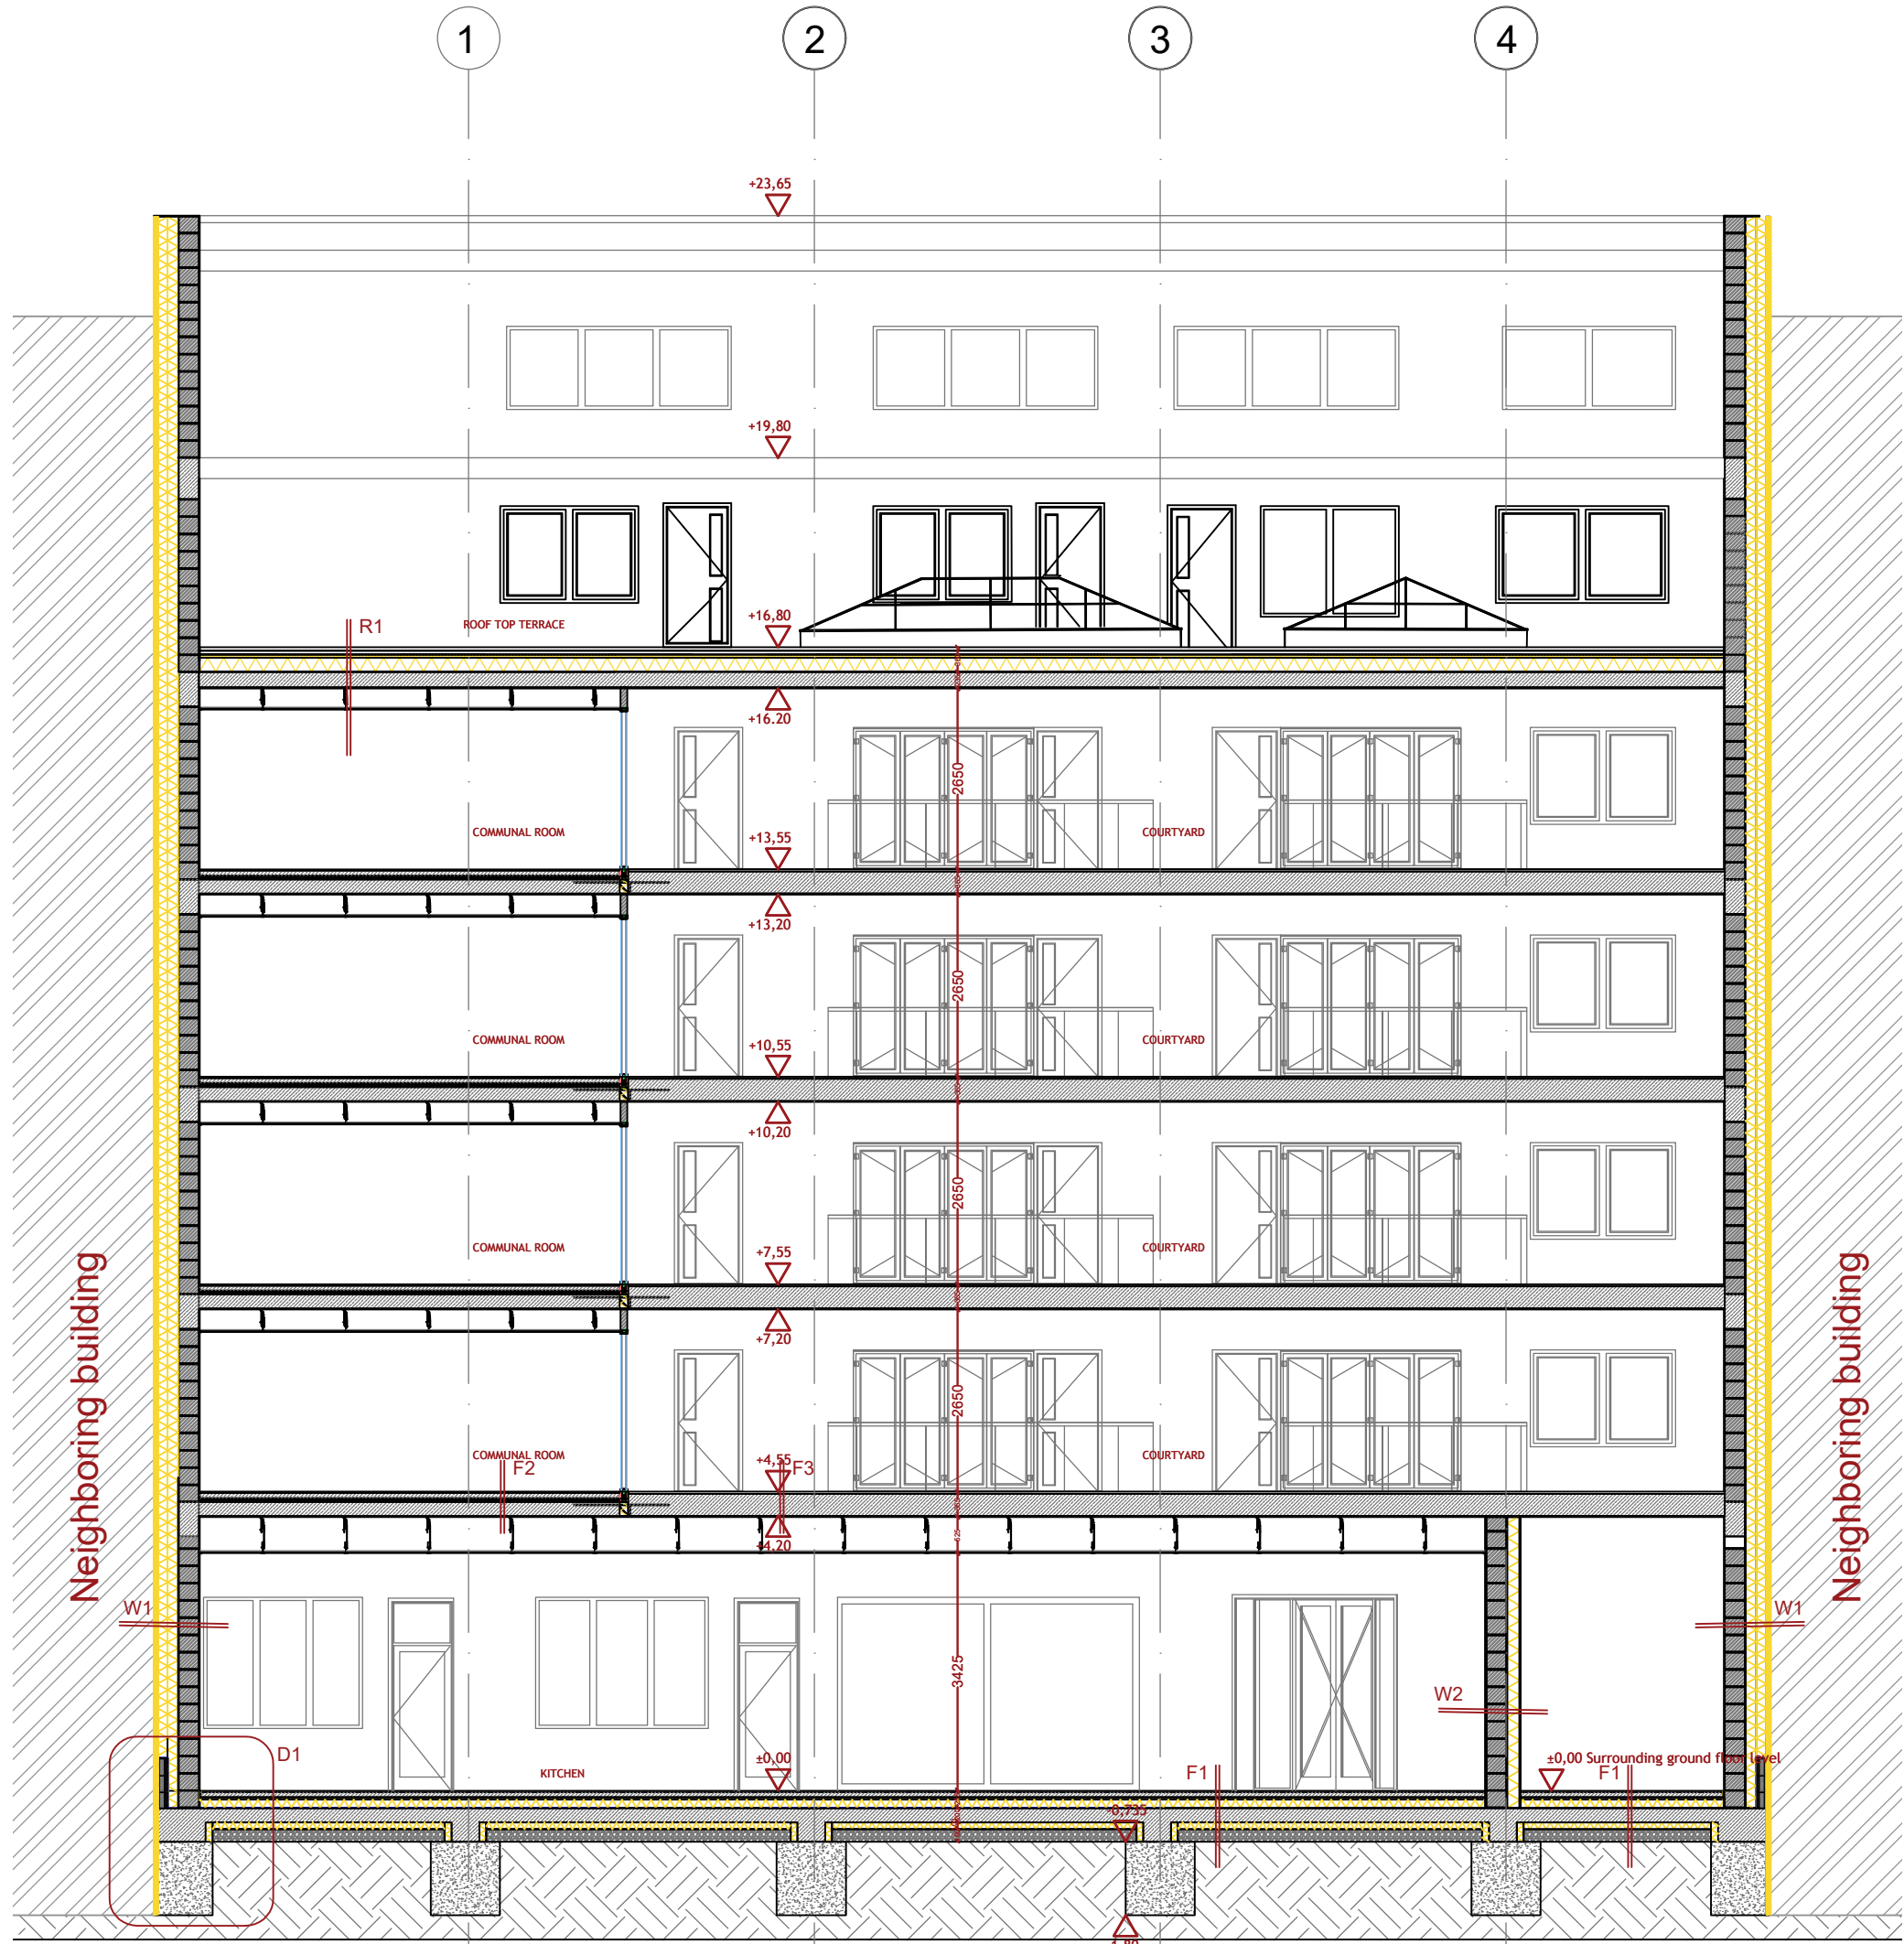 1
2
3
4
+23,65
+19,80
+16,80
ROOF TOP TERRACE
R1
+16.20
2650
COMMUNAL ROOM
+13,55
COURTYARD
+13,20
2650
COMMUNAL ROOM
+10,55
COURTYARD
+10,20
2650
COMMUNAL ROOM
+7,55
COURTYARD
+7,20
2650
COMMUNAL ROOM
+4,55
COURTYARD
F2
F3
+4,20
625
Neighboring building
Neighboring building
W1
W1
3425
W2
D1
KITCHEN
±0,00
±0,00 Surrounding ground floor level
F1
F1
-0,735